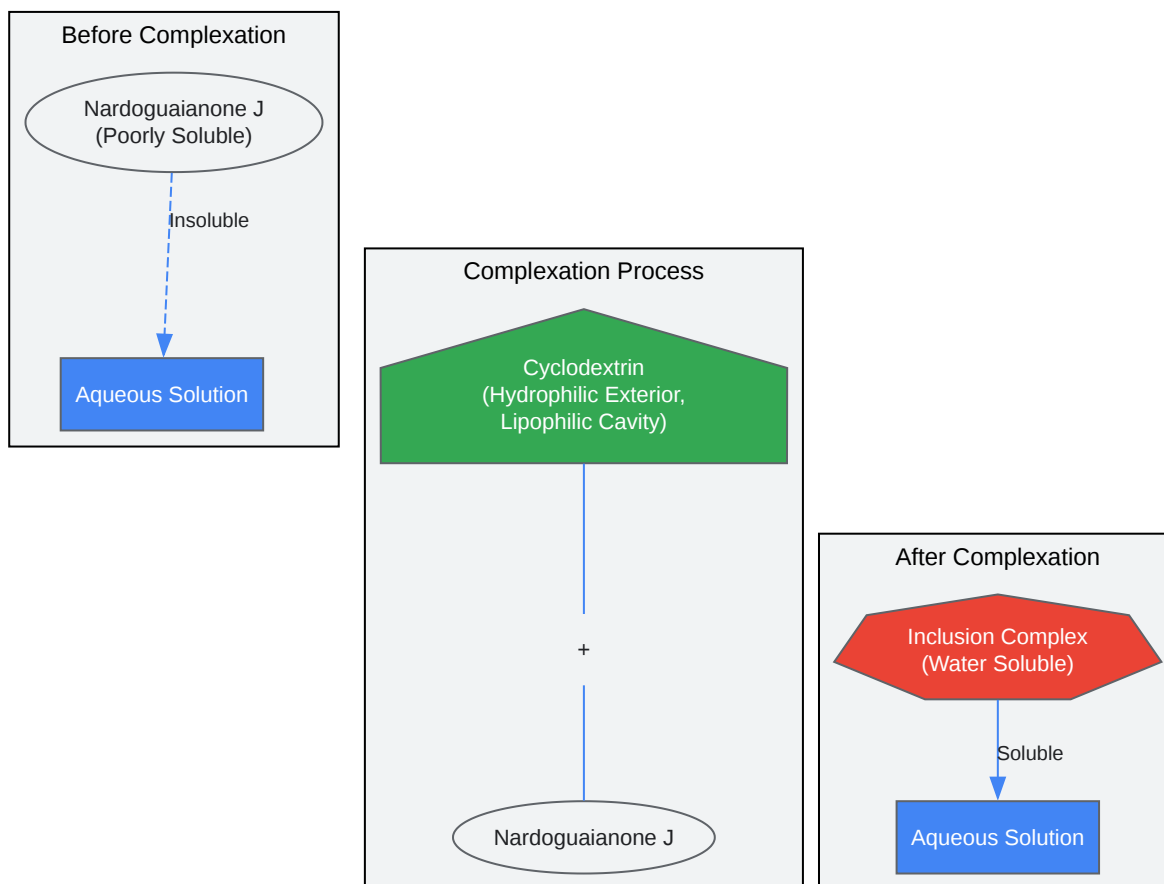 Before Complexation
Nardoguaianone J
(Poorly Soluble)
Insoluble
Aqueous Solution
Complexation Process
Cyclodextrin
(Hydrophilic Exterior,
Lipophilic Cavity)
+
Nardoguaianone J
After Complexation
Inclusion Complex
(Water Soluble)
Soluble
Aqueous Solution